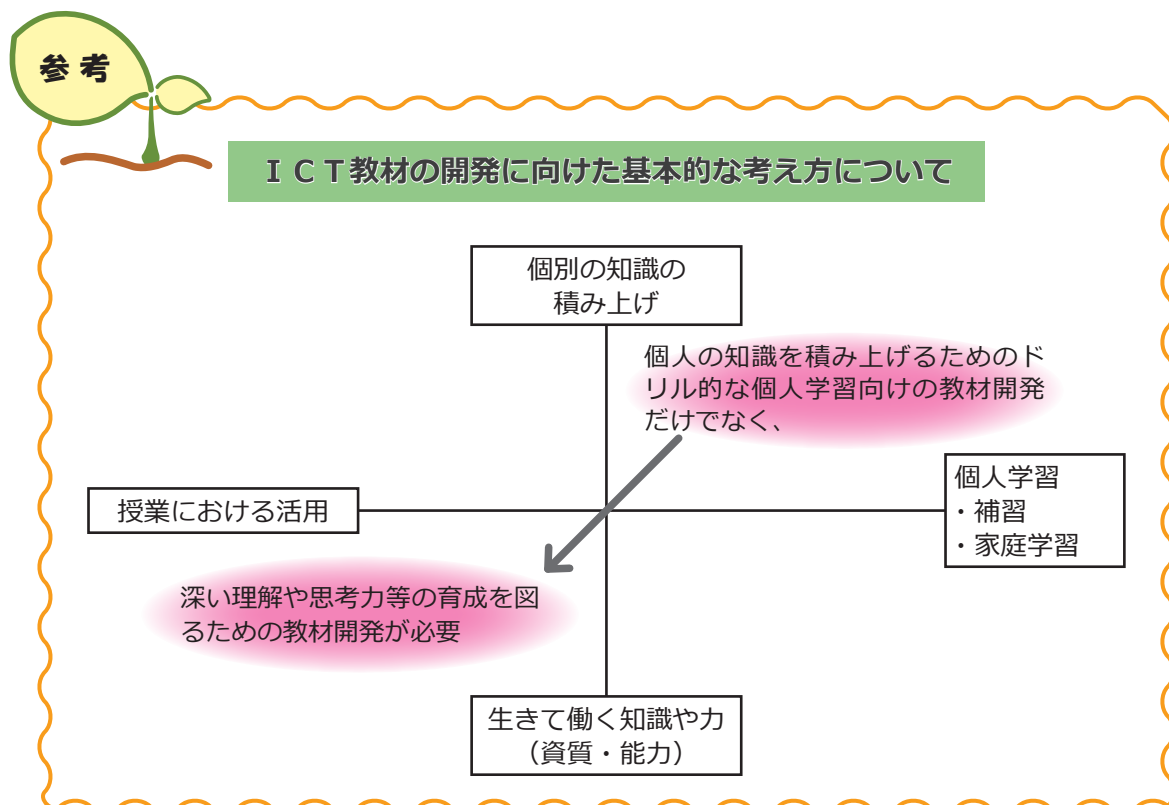 参考
ＩＣＴ教材の開発に向けた基本的な考え方について
個別の知識の
積み上げ
個人の知識を積み上げるためのド
リル的な個人学習向けの教材開発
だけでなく、
授業における活用
個人学習
・補習
・家庭学習
深い理解や思考力等の育成を図
るための教材開発が必要
生きて働く知識や力
（資質・能力）